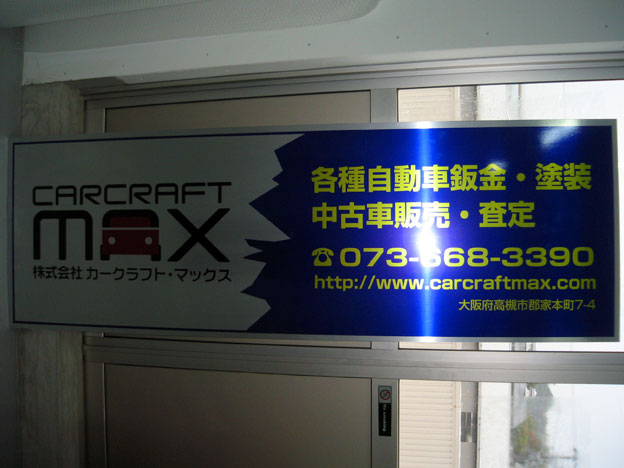 CARCRAFT
MAX
株式会社 カークラフト・マックス
各種自動車鈑金・塗装
中古車販売・査定
☎073-668-3390
http://www.carcraftmax.com
大阪府高槻市郡家本町7-4